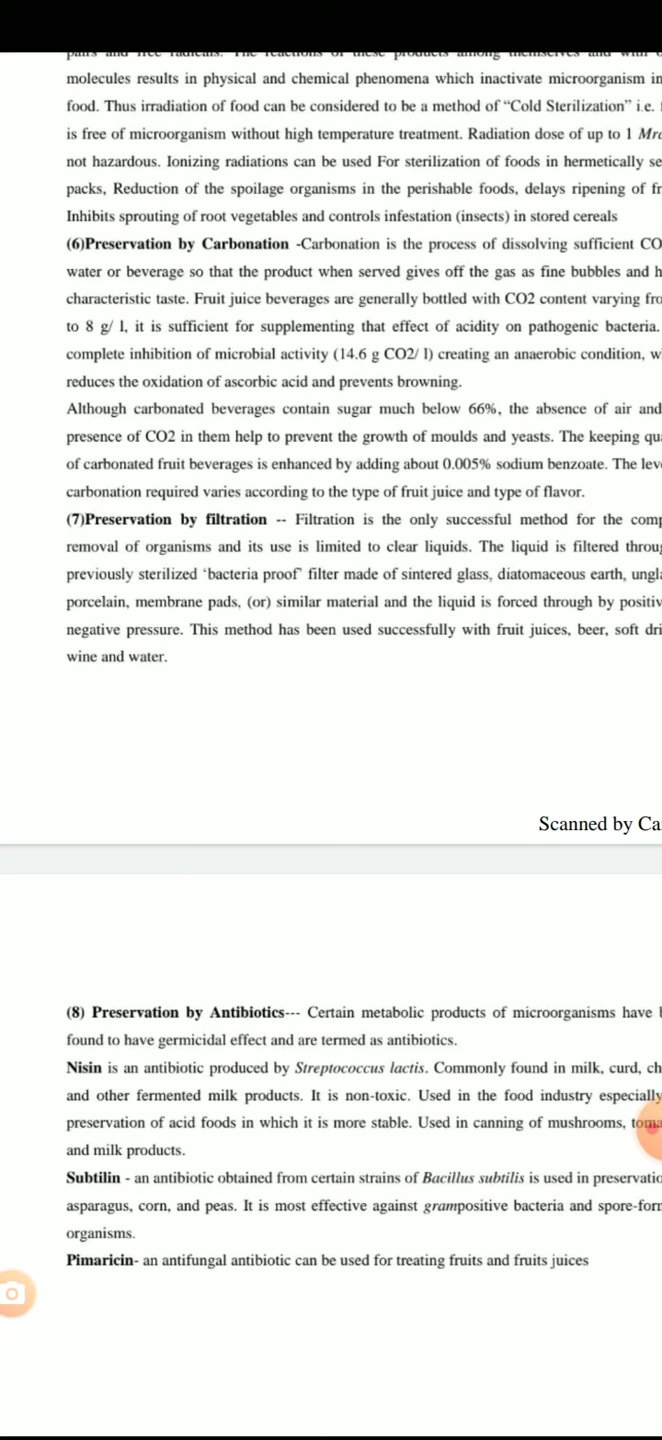 molecules results in physical and chemical phenomena which inactivate microorganism in
food. Thus irradiation of food can be considered to be a method of “Cold Sterilization” i.e.
is free of microorganism without high temperature treatment. Radiation dose of up to 1
not hazardous. Ionizing radiations can be used For sterilization of foods in hermetically
packs, Reduction of the spoilage organisms in the perishable foods, delays ripening of
Inhibits sprouting of root vegetables and controls infestation (insects) in stored cereals
(6)Preservation by Carbonation -Carbonation is the process of dissolving sufficient CO
water or beverage so that the product when served gives off the gas as fine bubbles and
characteristic taste. Fruit juice beverages are generally bottled with CO2 content varying
to 8 g/ l, it is sufficient for supplementing that effect of acidity on pathogenic bacteria.
complete inhibition of microbial activity (14.6 g CO2/ l) creating an anaerobic condition,
reduces the oxidation of ascorbic acid and prevents browning.
Although carbonated beverages contain sugar much below 66%, the absence of air and
presence of CO2 in them help to prevent the growth of moulds and yeasts. The keeping
of carbonated fruit beverages is enhanced by adding about 0.005% sodium benzoate. The
carbonation required varies according to the type of fruit juice and type of flavor.
(7)Preservation by filtration -- Filtration is the only successful method for the
removal of organisms and its use is limited to clear liquids. The liquid is filtered
previously sterilized ‘bacteria proof’ filter made of sintered glass, diatomaceous earth,
porcelain, membrane pads, (or) similar material and the liquid is forced through by
negative pressure. This method has been used successfully with fruit juices, beer, soft
wine and water.
Scanned by
(8) Preservation by Antibiotics--- Certain metabolic products of microorganisms have
found to have germicidal effect and are termed as antibiotics.
Nisin is an antibiotic produced by Streptococcus lactis. Commonly found in milk, curd,
and other fermented milk products. It is non-toxic. Used in the food industry especially
preservation of acid foods in which it is more stable. Used in canning of mushrooms,
and milk products.
Subtilin - an antibiotic obtained from certain strains of Bacillus subtilis is used in
asparagus, corn, and peas. It is most effective against grampositive bacteria and
organisms.
Pimaricin- an antifungal antibiotic can be used for treating fruits and fruits juices